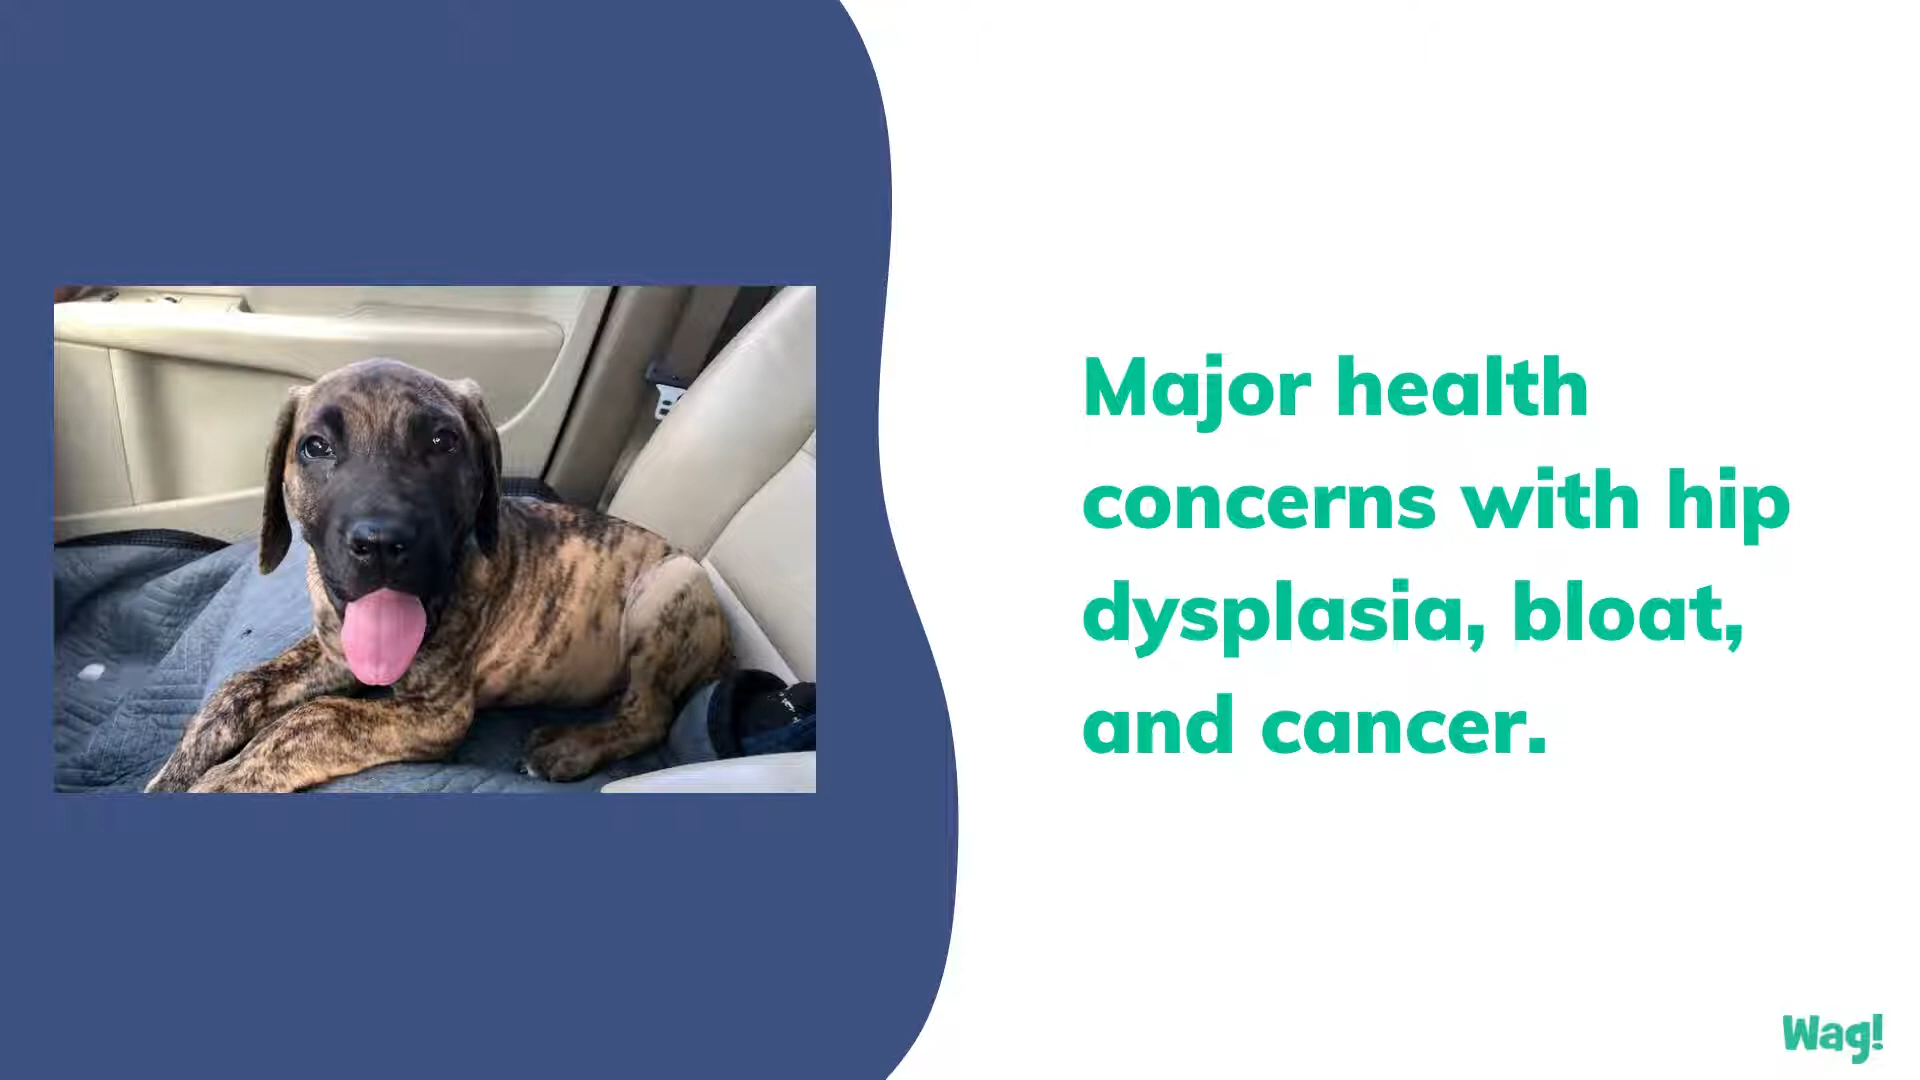 Major health
concerns with hip
dysplasia, bloat,
and cancer.
Wag!